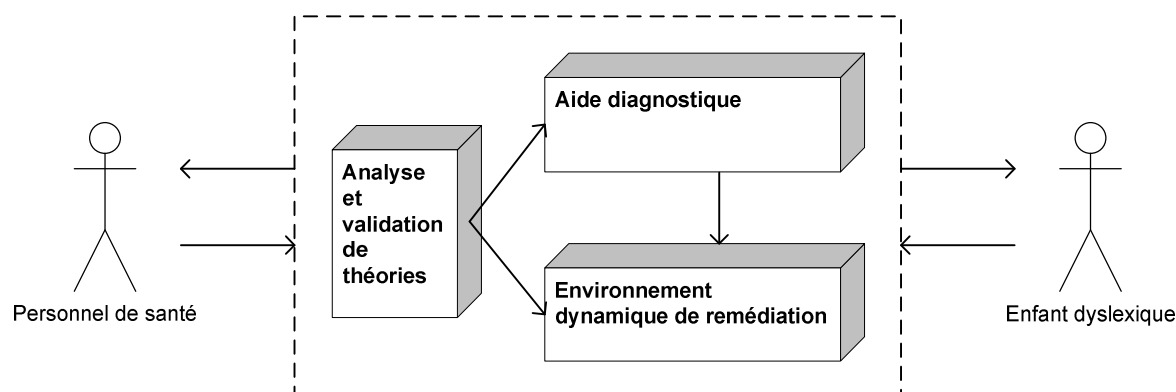 Aide diagnostique
Analyse
et
validation
de
théories
Environnement
dynamique de remédiation
Personnel de santé
Enfant dyslexique